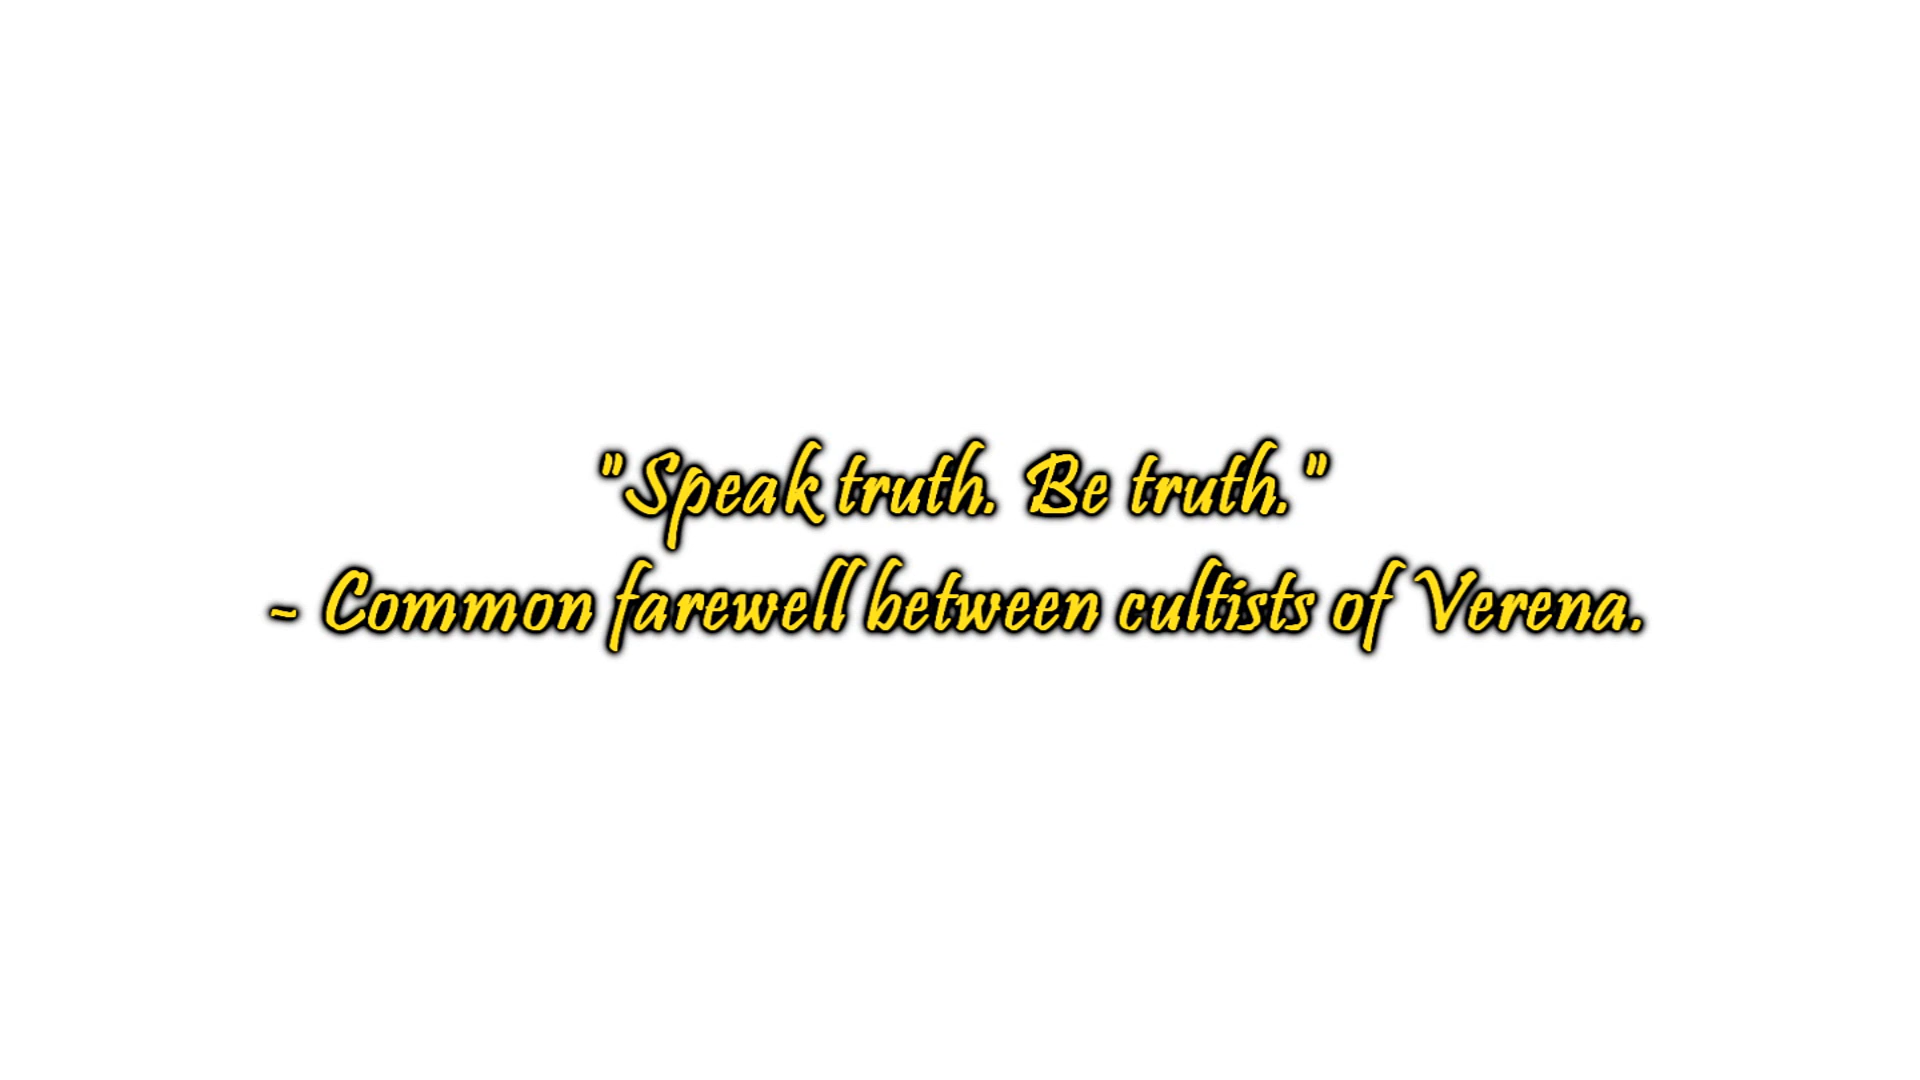 "Speak truth. Be truth."
- Common farewell between cultists of Verena.